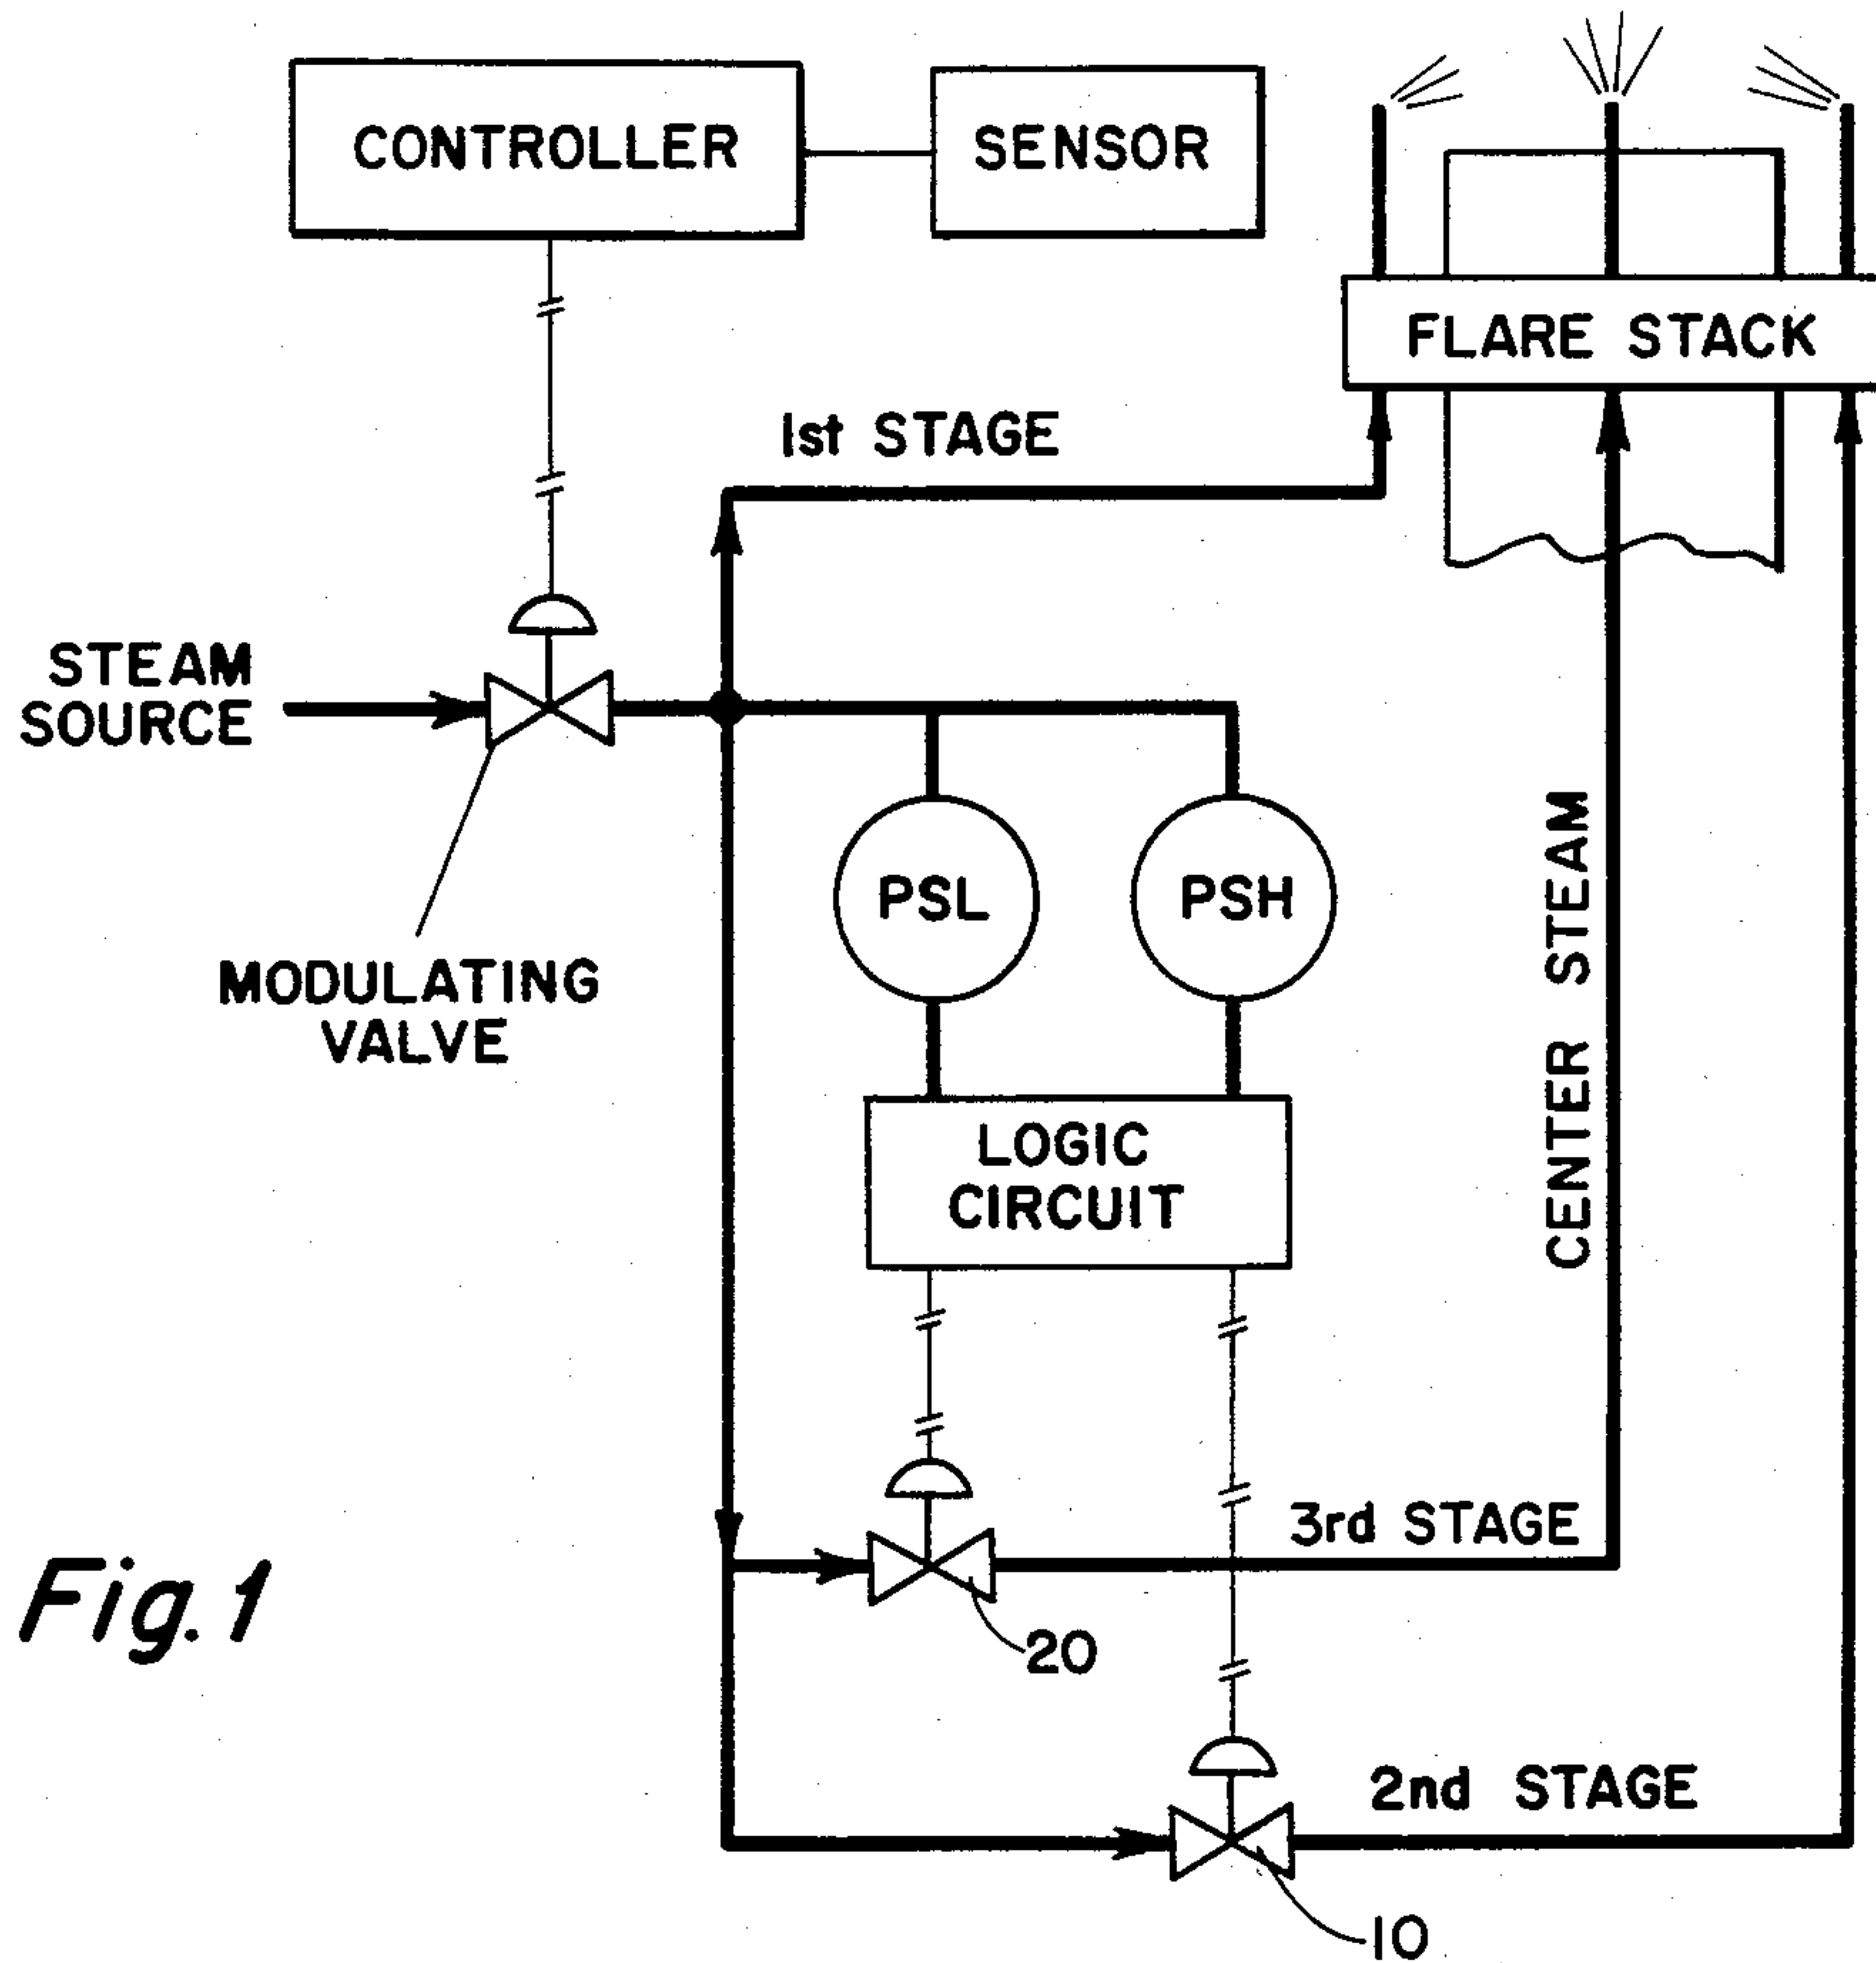 CONTROLLER
SENSOR
FLARE STACK
1st STAGE
STEAM
SOURCE
MODULATING
VALVE
PSL
PSH
CENTER STEAM
LOGIC
CIRCUIT
3rd STAGE
20
Fig.1
2nd STAGE
10